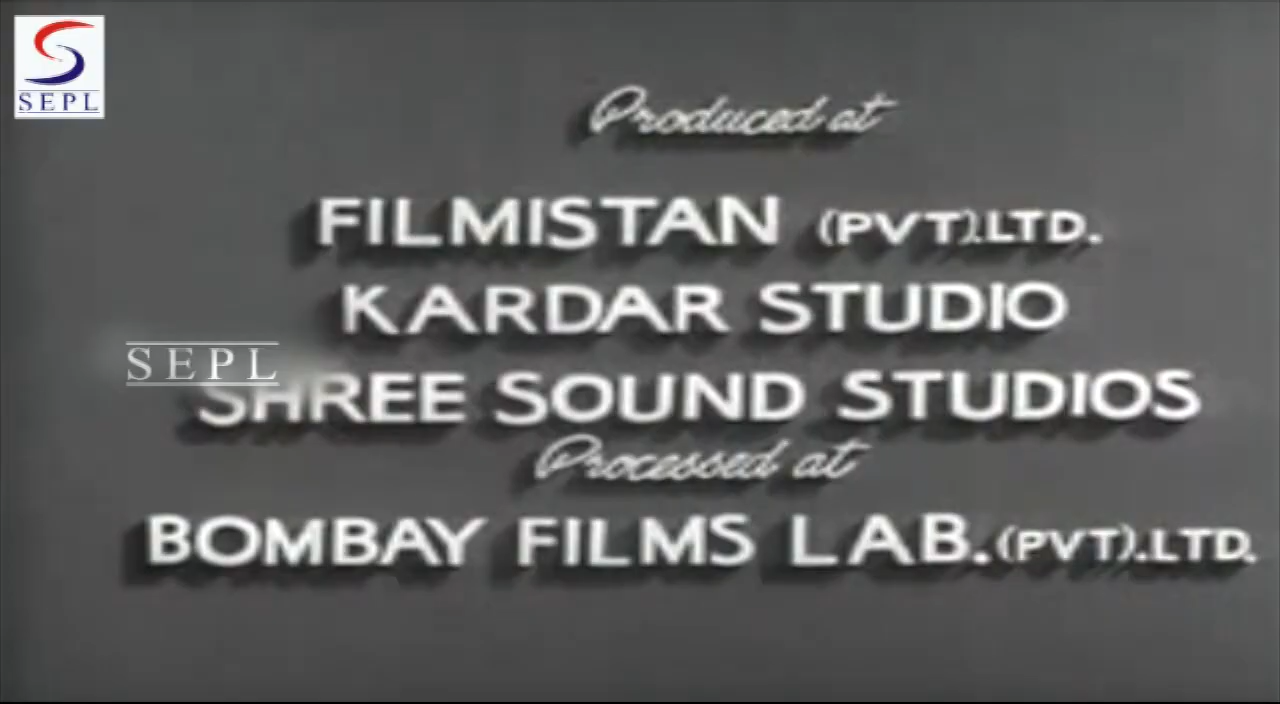 SEPL
Produced at
FILMISTAN (PVT).LTD.
KARDAR STUDIO
SEPL
SHREE SOUND STUDIOS
Processed at
BOMBAY FILMS LAB.(PVT).LTD.